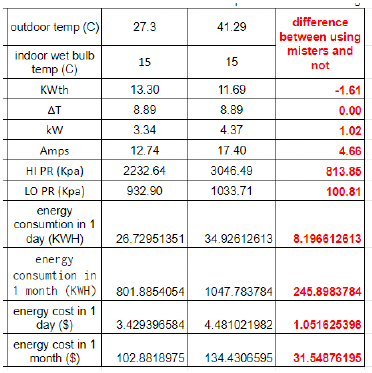 outdoor temp (C) 27.3 41.29 difference
between using
misters and
not
indoor wet bulb
temp (C) 15 15
KWth 13.30 11.69 -1.61
ΔT 8.89 8.89 0.00
kW 3.34 4.37 1.02
Amps 12.74 17.40 4.66
HI PR (Kpa) 2232.64 3046.49 813.85
LO PR (Kpa) 932.90 1033.71 100.81
energy
consumtion in 1
day (KWH) 26.72951351 34.92612613 8.196612613
energy
consumtion in
1 month (KWH) 801.8854054 1047.783784 245.8983784
energy cost in 1
day ($) 3.429396584 4.481021982 1.051625398
energy cost in 1
month ($) 102.8818975 134.4306595 31.54876195